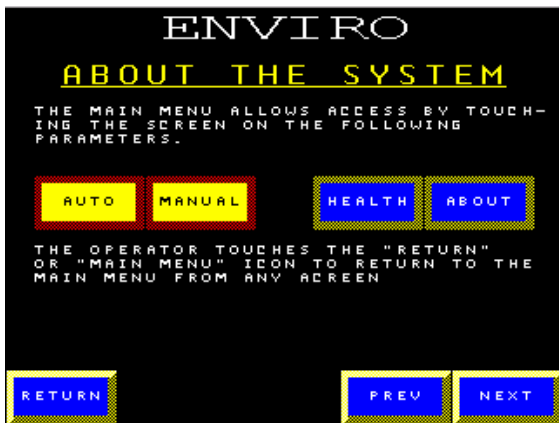 ENVIRO
ABOUT THE SYSTEM
THE MAIN MENU ALLOWS ACCESS BY TOUCH-
ING THE SCREEN ON THE FOLLOWING
PARAMETERS.
AUTO MANUAL HEALTH ABOUT
THE OPERATOR TOUCHES THE "RETURN"
OR "MAIN MENU" ICON TO RETURN TO THE
MAIN MENU FROM ANY ACREEN
RETURN PREV NEXT